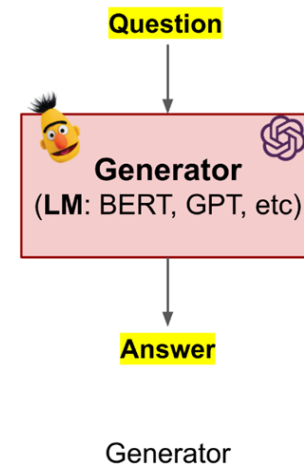 Question
Generator
(LM: BERT, GPT, etc)
Answer
Generator